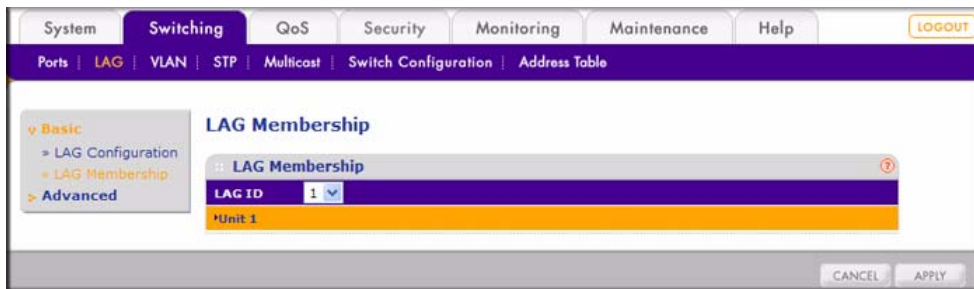 System Switching QoS Security Monitoring Maintenance Help LOGOUT
Ports LAG VLAN STP Multicast Switch Configuration Address Table
LAG Membership
Basic
LAG Configuration
LAG Membership
Advanced
LAG Membership ?
LAG ID 1
Unit 1
CANCEL APPLY